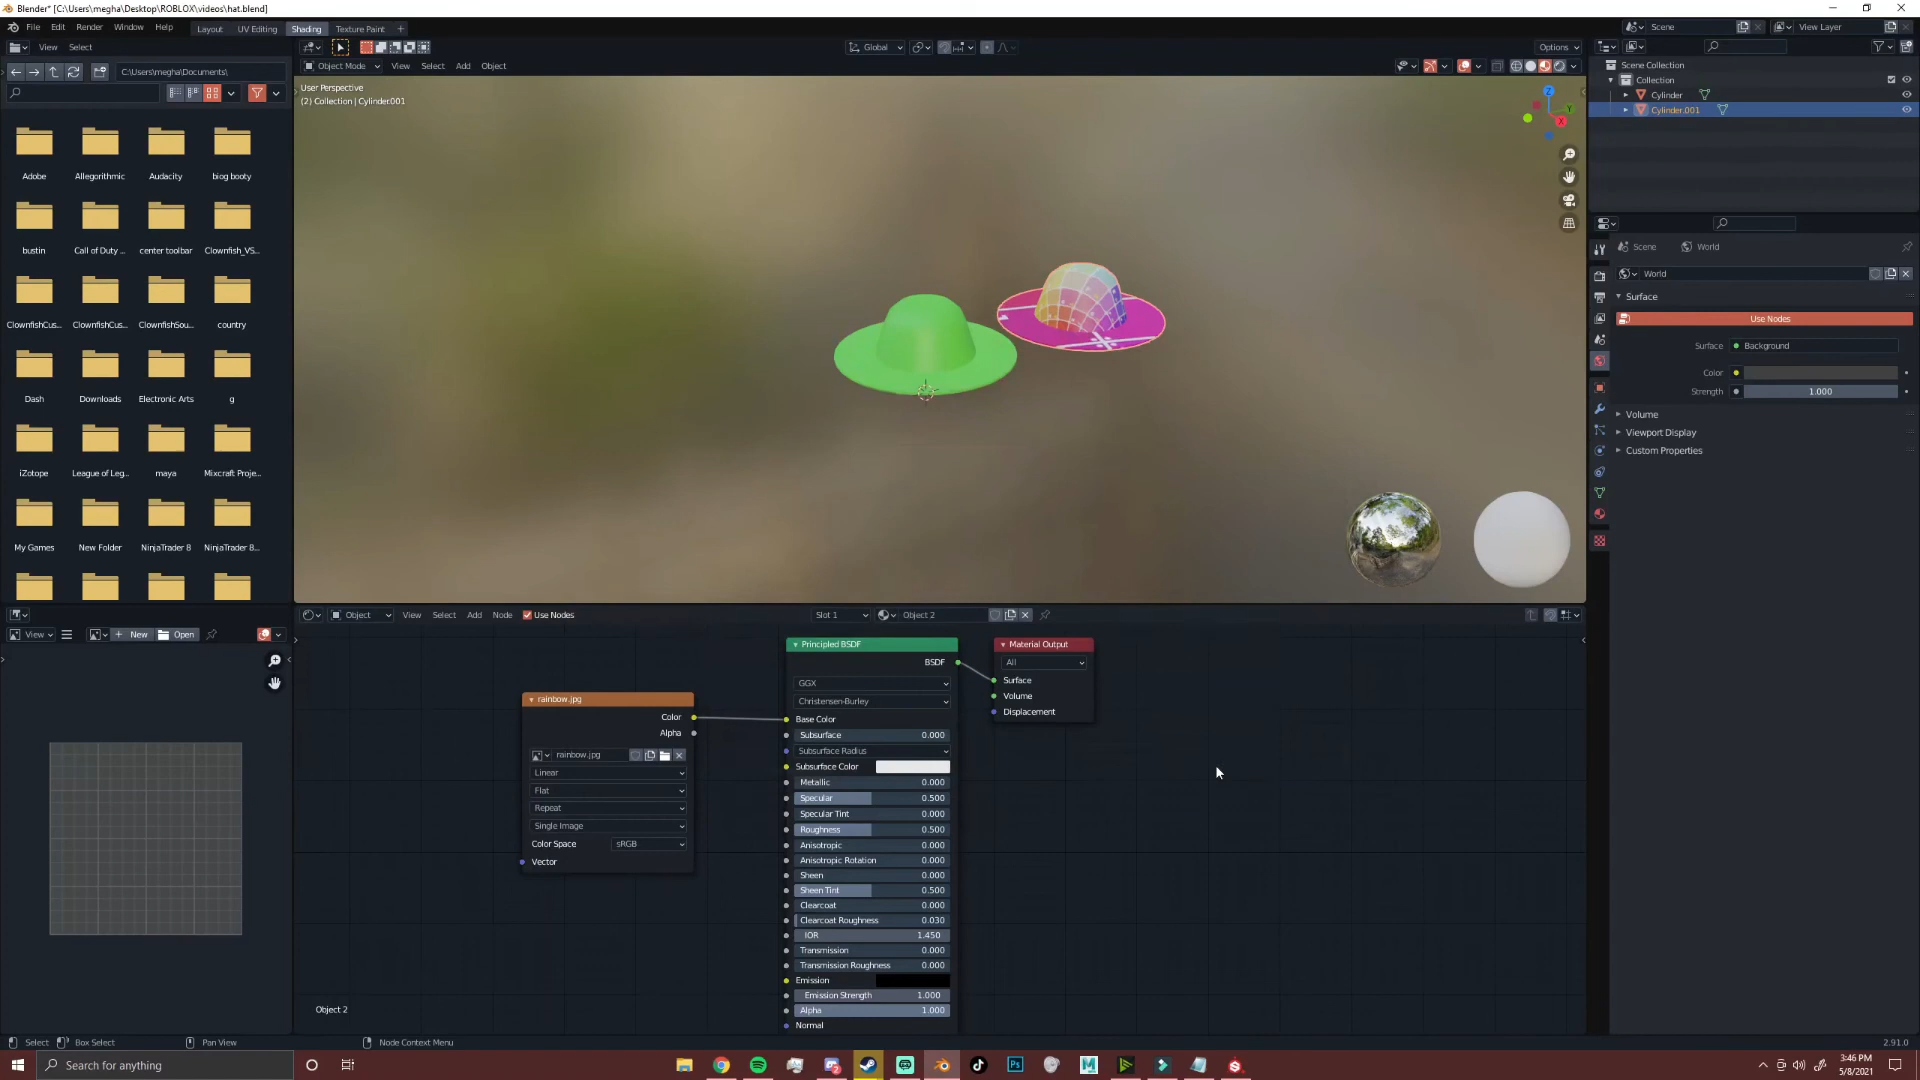 Blender* [C:\Users\megha\Desktop\ROBLOX\videos\hat.blend]
File Edit Render Window Help Layout UV Editing Shading Texture Paint + Scene View Layer
View Select Global Options
C:\Users\megha\Documents\ Object Mode View Select Add Object Scene Collection
User Perspective
(2) Collection | Cylinder.001
Collection
Cylinder
Cylinder.001
Z Y X
Adobe Allegorithmic Audacity biog booty
bustin Call of Duty ... center toolbar Clownfish_VS...
ClownfishCus... ClownfishCus... ClownfishSou... country
Dash Downloads Electronic Arts g
iZotope League of Leg... maya Mixcraft Proje...
My Games New Folder NinjaTrader 8 NinjaTrader 8...
Scene World
World
Surface
Use Nodes
Surface Background
Color
Strength 1.000
Volume
Viewport Display
Custom Properties
Object View Select Add Node Use Nodes Slot 1 Object 2
View + New Open
rainbow.jpg
Color
Alpha
rainbow.jpg
Linear
Flat
Repeat
Single Image
Color Space sRGB
Vector
Principled BSDF
BSDF
GGX
Christensen-Burley
Base Color
Subsurface 0.000
Subsurface Radius
Subsurface Color
Metallic 0.000
Specular 0.500
Specular Tint 0.000
Roughness 0.500
Anisotropic 0.000
Anisotropic Rotation 0.000
Sheen 0.000
Sheen Tint 0.500
Clearcoat 0.000
Clearcoat Roughness 0.030
IOR 1.450
Transmission 0.000
Transmission Roughness 0.000
Emission
Emission Strength 1.000
Alpha 1.000
Normal
Material Output
All
Surface
Volume
Displacement
Object 2
Select Box Select Pan View Node Context Menu 2.91.0
Search for anything Ps M 3:46 PM
5/8/2021